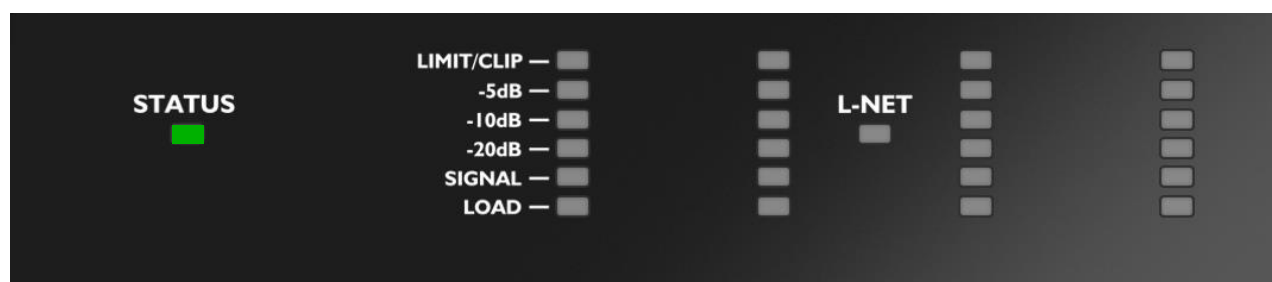 STATUS
LIMIT/CLIP
-5dB
-10dB
-20dB
SIGNAL
LOAD
L-NET